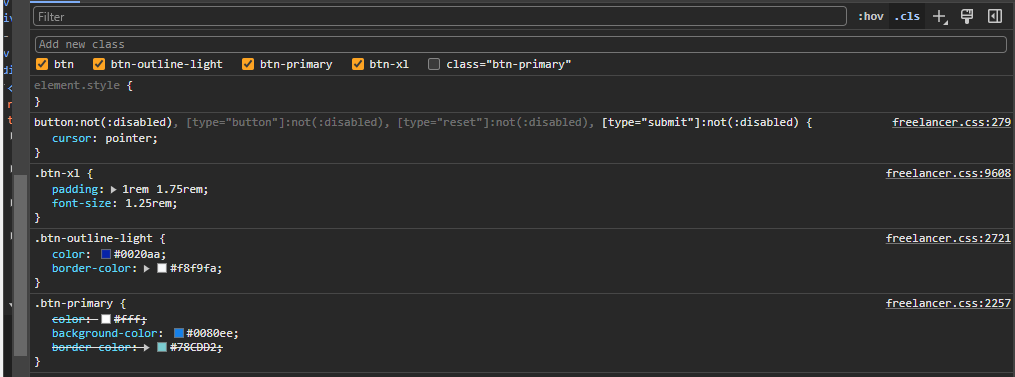 Filter :hov .cls
Add new class
btn btn-outline-light btn-primary btn-xl class="btn-primary"
element.style {
}
button:not(:disabled), [type="button"]:not(:disabled), [type="reset"]:not(:disabled), [type="submit"]:not(:disabled) { freelancer.css:279
cursor: pointer;
}
.btn-xl { freelancer.css:9608
padding: 1rem 1.75rem;
font-size: 1.25rem;
}
.btn-outline-light { freelancer.css:2721
color: #0020aa;
border-color: #f8f9fa;
}
.btn-primary { freelancer.css:2257
color: #fff;
background-color: #0080ee;
border-color: #78CDD2;
}